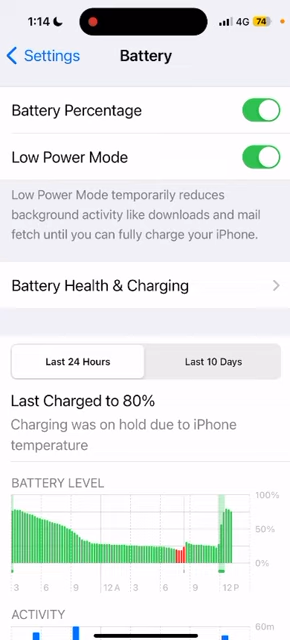 1:14 4G 74
Settings Battery
Battery Percentage
Low Power Mode
Low Power Mode temporarily reduces
background activity like downloads and mail
fetch until you can fully charge your iPhone.
Battery Health & Charging
Last 24 Hours Last 10 Days
Last Charged to 80%
Charging was on hold due to iPhone
temperature
BATTERY LEVEL
100%
50%
0%
3 6 9 12 A 3 6 9 12 P
ACTIVITY
60m